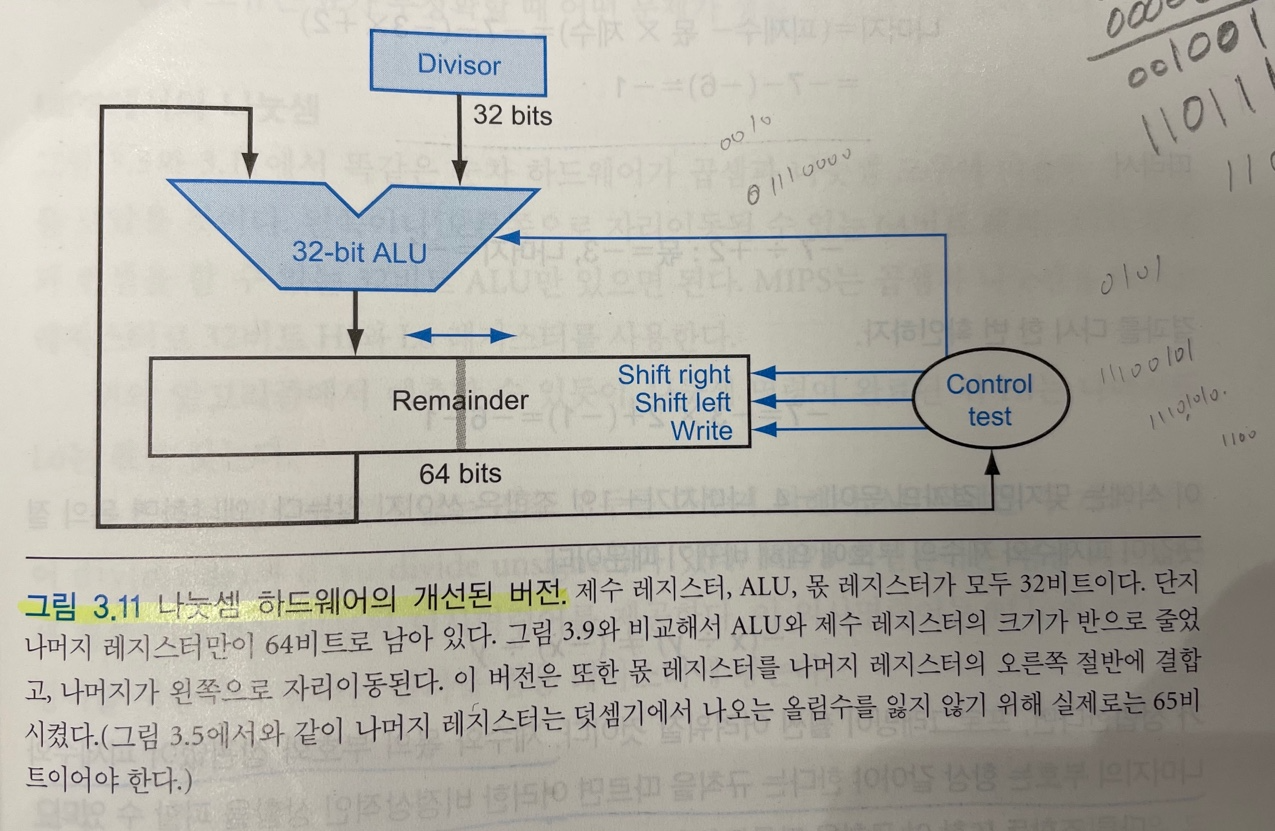 Divisor
32 bits
32-bit ALU
Shift right
Remainder
Shift left
Write
Control
test
64 bits
그림 3.11 나눗셈 하드웨어의 개선된 버전. 제수 레지스터, ALU, 몫 레지스터가 모두 32비트이다. 단지
나머지 레지스터만이 64비트로 남아 있다. 그림 3.9와 비교해서 ALU와 제수 레지스터의 크기가 반으로 줄었
고, 나머지가 왼쪽으로 자리이동된다. 이 버전은 또한 몫 레지스터를 나머지 레지스터의 오른쪽 절반에 결합
시켰다.(그림 3.5에서와 같이 나머지 레지스터는 덧셈기에서 나오는 올림수를 잃지 않기 위해 실제로는 65비
트이어야 한다.)
001001
0010
01110000
0101
11100101
1100